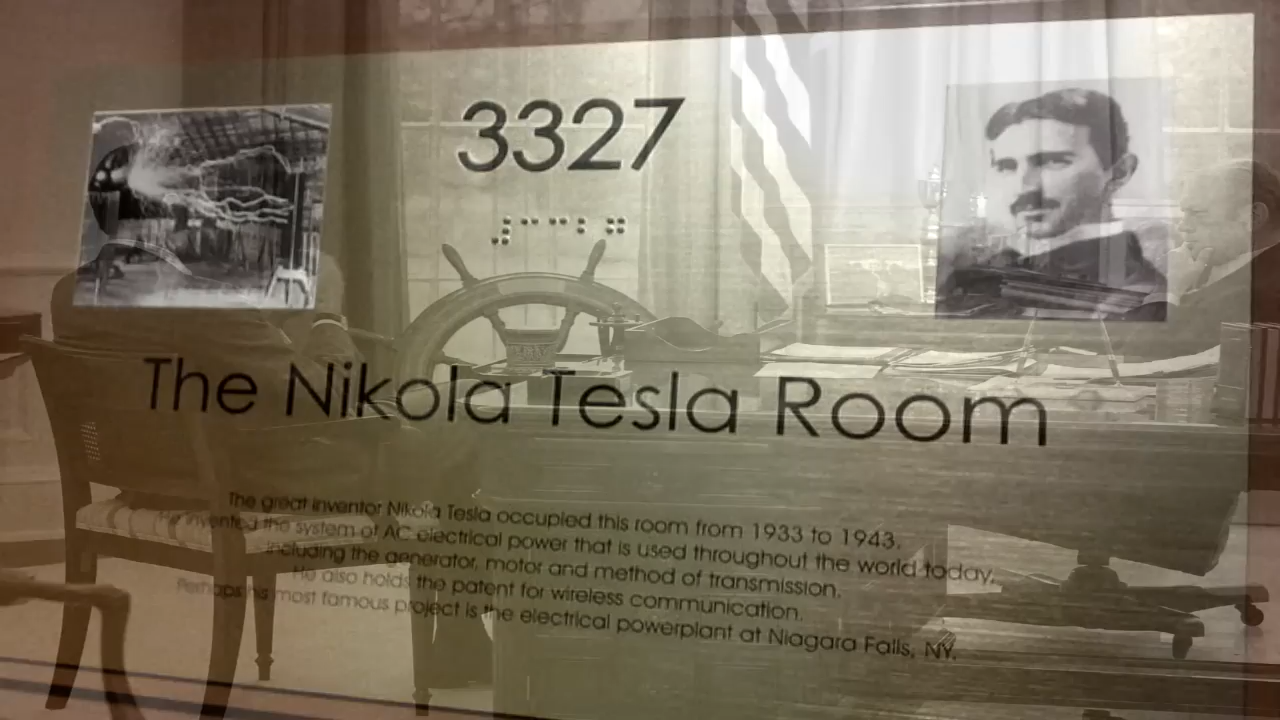 3327
The Nikola Tesla Room
The great inventor Nikola Tesla occupied this room from 1933 to 1943.
He invented the system of AC electrical power that is used throughout the world today,
including the generator, motor and method of transmission.
He also holds the patent for wireless communication.
Perhaps his most famous project is the electrical powerplant at Niagara Falls, NY.